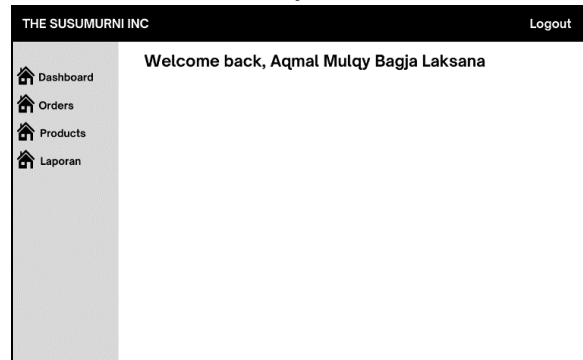 THE SUSUMURNI INC
Logout
Welcome back, Aqmal Mulqy Bagja Laksana
Dashboard
Orders
Products
Laporan